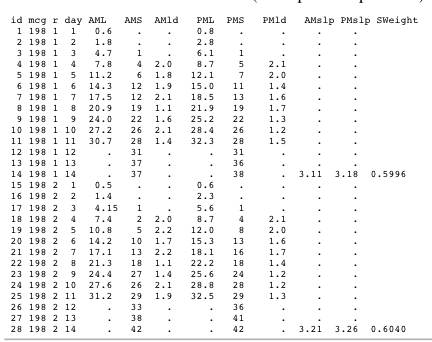 id mcg r day AML AMS AMld PML PMS PMld AMslp PMslp SWeight
1 198 1 1 0.6 . . 0.8 . . . .
2 198 1 2 1.8 . . 2.8 . . . .
3 198 1 3 4.7 1 . 6.1 1 . . .
4 198 1 4 7.8 4 2.0 8.7 5 2.1 . .
5 198 1 5 11.2 6 1.8 12.1 7 2.0 . .
6 198 1 6 14.3 12 1.9 15.0 11 1.4 . .
7 198 1 7 17.5 12 2.1 18.5 13 1.6 . .
8 198 1 8 20.9 19 1.1 21.9 19 1.7 . .
9 198 1 9 24.0 22 1.6 25.2 22 1.3 . .
10 198 1 10 27.2 26 2.1 28.4 26 1.2 . .
11 198 1 11 30.7 28 1.4 32.3 28 1.5 . .
12 198 1 12 . 31 . . 31 . . .
13 198 1 13 . 37 . . 36 . . .
14 198 1 14 . 37 . . 38 . 3.11 3.18 0.5996
15 198 2 1 0.5 . . 0.6 . . . .
16 198 2 2 1.4 . . 2.3 . . . .
17 198 2 3 4.15 1 . 5.6 1 . . .
18 198 2 4 7.4 2 2.0 8.7 4 2.1 . .
19 198 2 5 10.8 5 2.2 12.0 8 2.0 . .
20 198 2 6 14.2 10 1.7 15.3 13 1.6 . .
21 198 2 7 17.1 13 2.2 18.1 16 1.7 . .
22 198 2 8 21.3 18 1.1 22.2 18 1.4 . .
23 198 2 9 24.4 27 1.4 25.6 24 1.2 . .
24 198 2 10 27.6 26 2.1 28.8 28 1.2 . .
25 198 2 11 31.2 29 1.9 32.5 29 1.3 . .
26 198 2 12 . 33 . . 36 . . .
27 198 2 13 . 38 . . 41 . . .
28 198 2 14 . 42 . . 42 . 3.21 3.26 0.6040